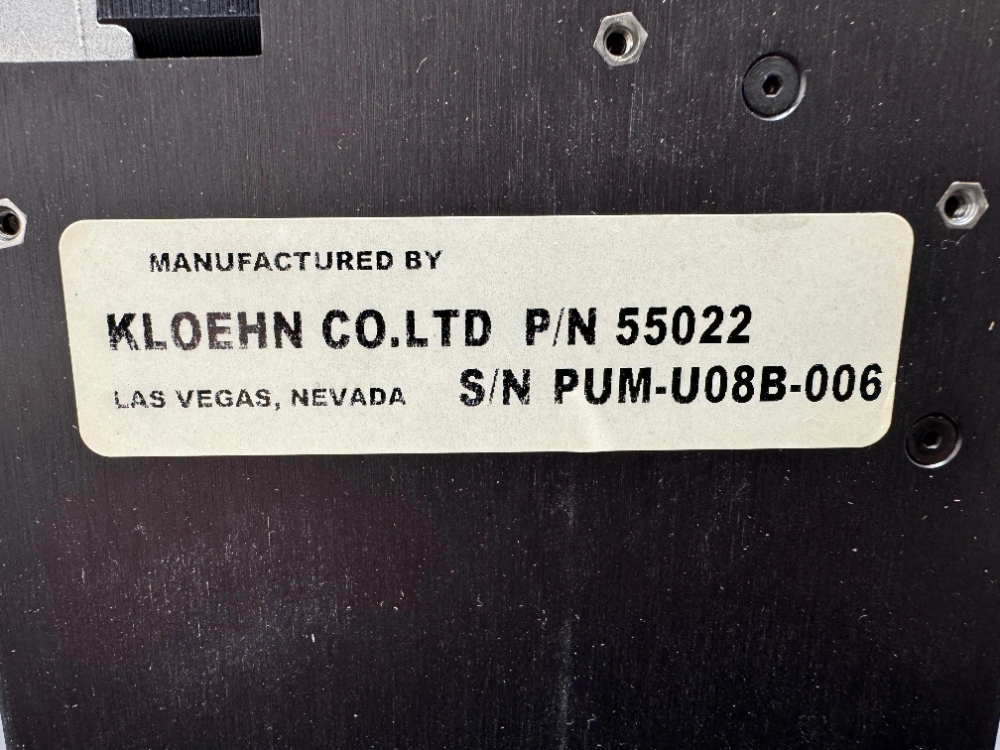 MANUFACTURED BY
KLOEHN CO.LTD P/N 55022
LAS VEGAS, NEVADA S/N PUM-U08B-006